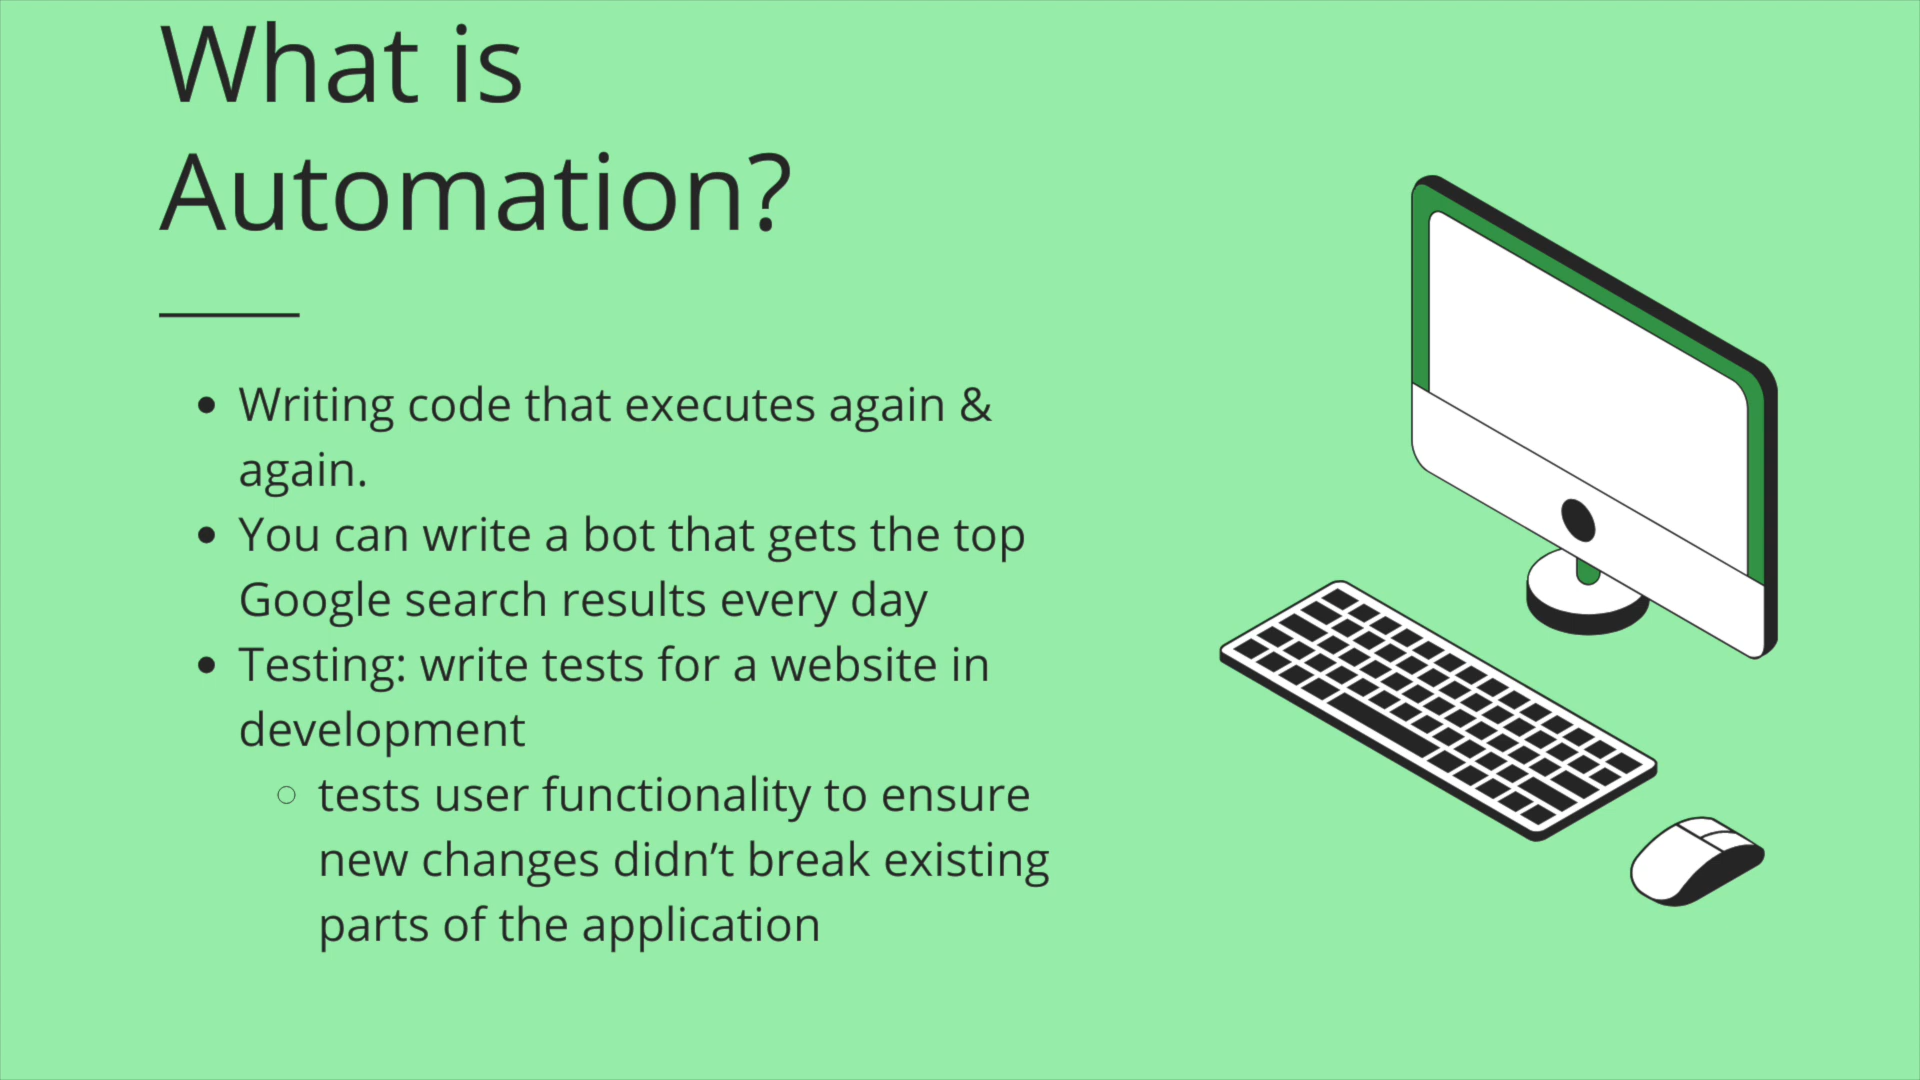 What is
Automation?
• Writing code that executes again &
again.
• You can write a bot that gets the top
Google search results every day
• Testing: write tests for a website in
development
○ tests user functionality to ensure
new changes didn’t break existing
parts of the application